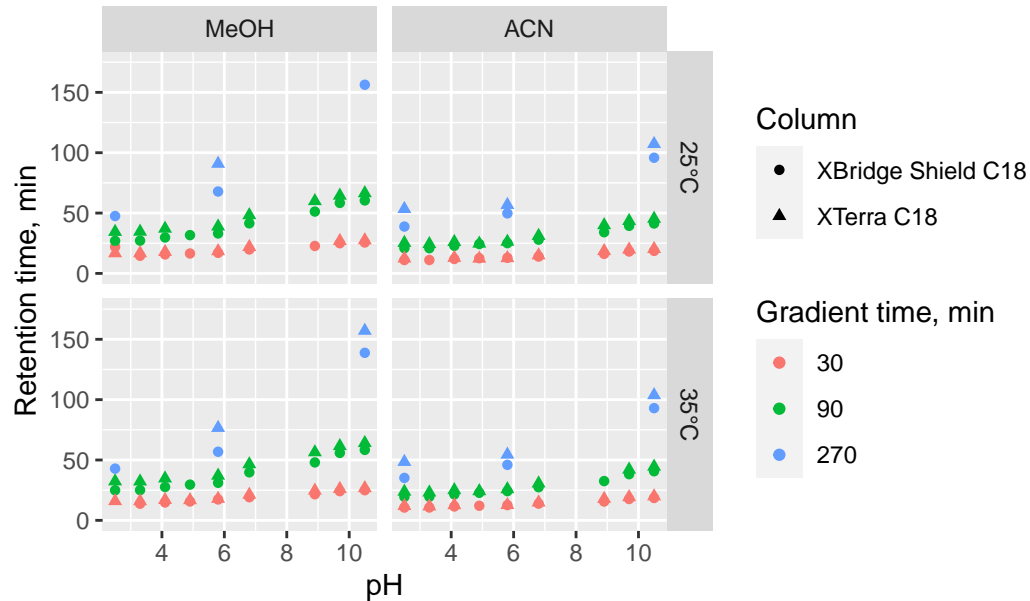 MeOH
ACN
150
100
50
0
25°C
150
100
50
0
35°C
4
6
8
10
4
6
8
10
pH
Retention time, min
Column
XBridge Shield C18
XTerra C18
Gradient time, min
30
90
270